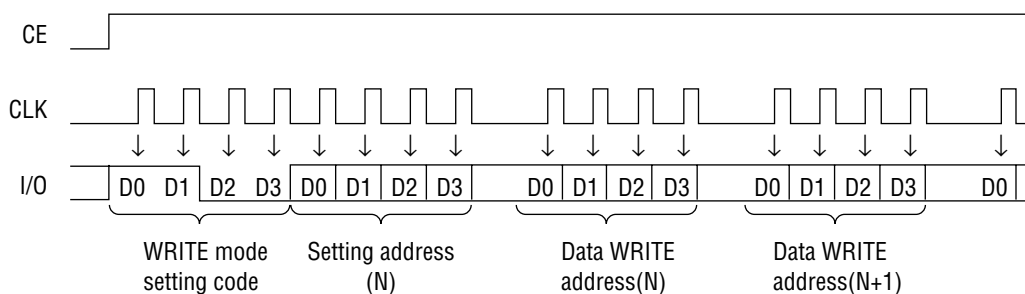 CE
CLK
I/O
D0 D1 D2 D3 D0 D1 D2 D3 D0 D1 D2 D3 D0 D1 D2 D3 D0
WRITE mode
setting code
Setting address
(N)
Data WRITE
address(N)
Data WRITE
address(N+1)